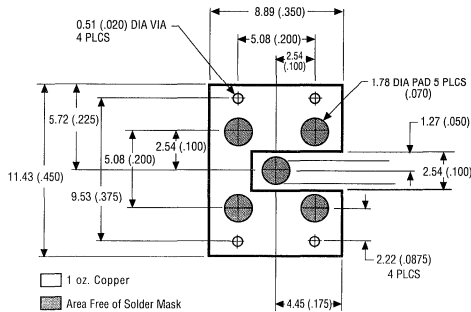 8.89 (.350)
0.51 (.020) DIA VIA
4 PLCS
5.08 (.200)
2.54
(.100)
1.78 DIA PAD 5 PLCS
(.070)
5.72 (.225)
1.27 (.050)
2.54 (.100)
5.08 (.200)
2.54 (.100)
11.43 (.450)
9.53 (.375)
2.22 (.0875)
4 PLCS
1 oz. Copper
Area Free of Solder Mask
4.45 (.175)